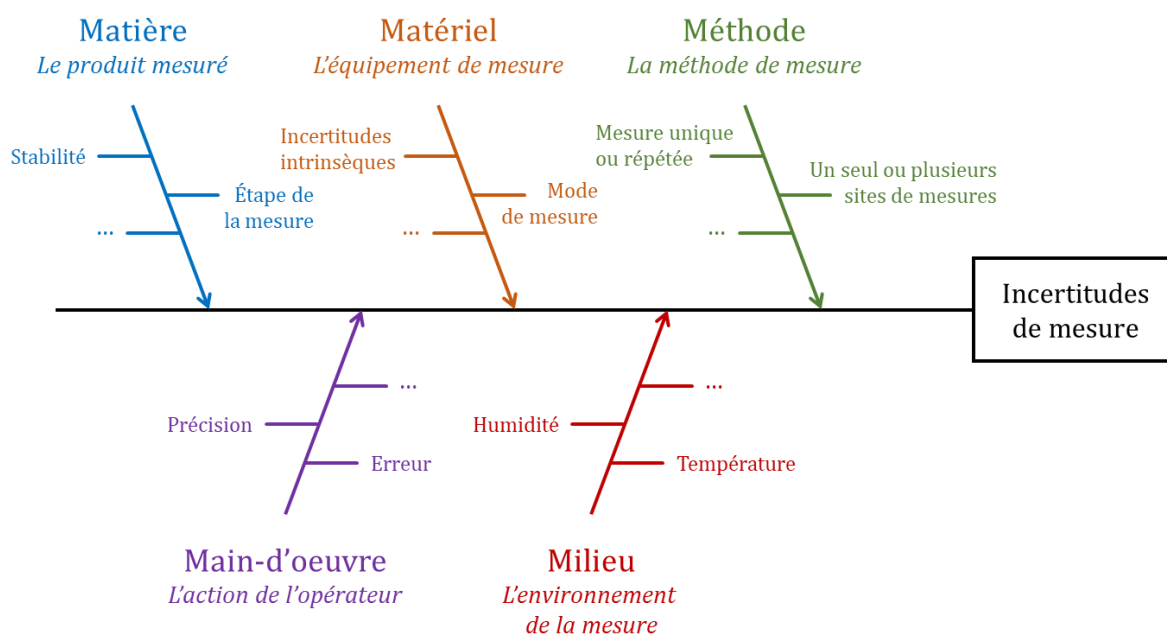 Matière
Le produit mesuré
Stabilité
Étape de
la mesure
...
Matériel
L'équipement de mesure
Incertitudes
intrinsèques
Mode
de mesure
...
Méthode
La méthode de mesure
Mesure unique
ou répétée
Un seul ou plusieurs
sites de mesures
...
Incertitudes
de mesure
...
Précision
Erreur
Main-d'oeuvre
L'action de l'opérateur
...
Humidité
Température
Milieu
L'environnement
de la mesure